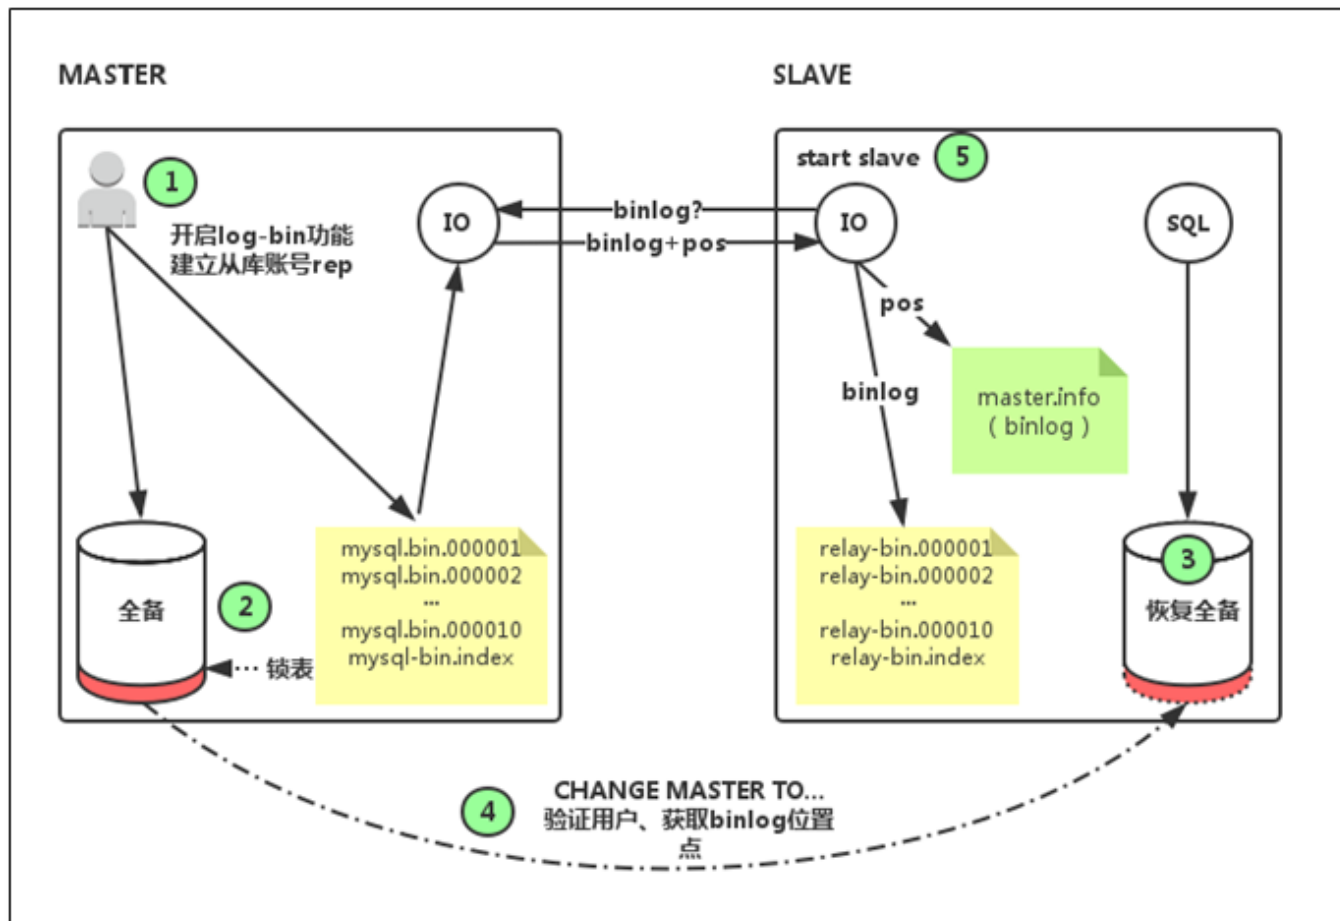 MASTER
SLAVE
1
开启log-bin功能
建立从库账号rep
IO
binlog?
binlog+pos
start slave
5
IO
SQL
pos
binlog
master.info
( binlog )
全备
2
锁表
mysql.bin.000001
mysql.bin.000002
...
mysql.bin.000010
mysql-bin.index
relay-bin.000001
relay-bin.000002
...
relay-bin.000010
relay-bin.index
3
恢复全备
4
CHANGE MASTER TO...
验证用户、获取binlog位置
点